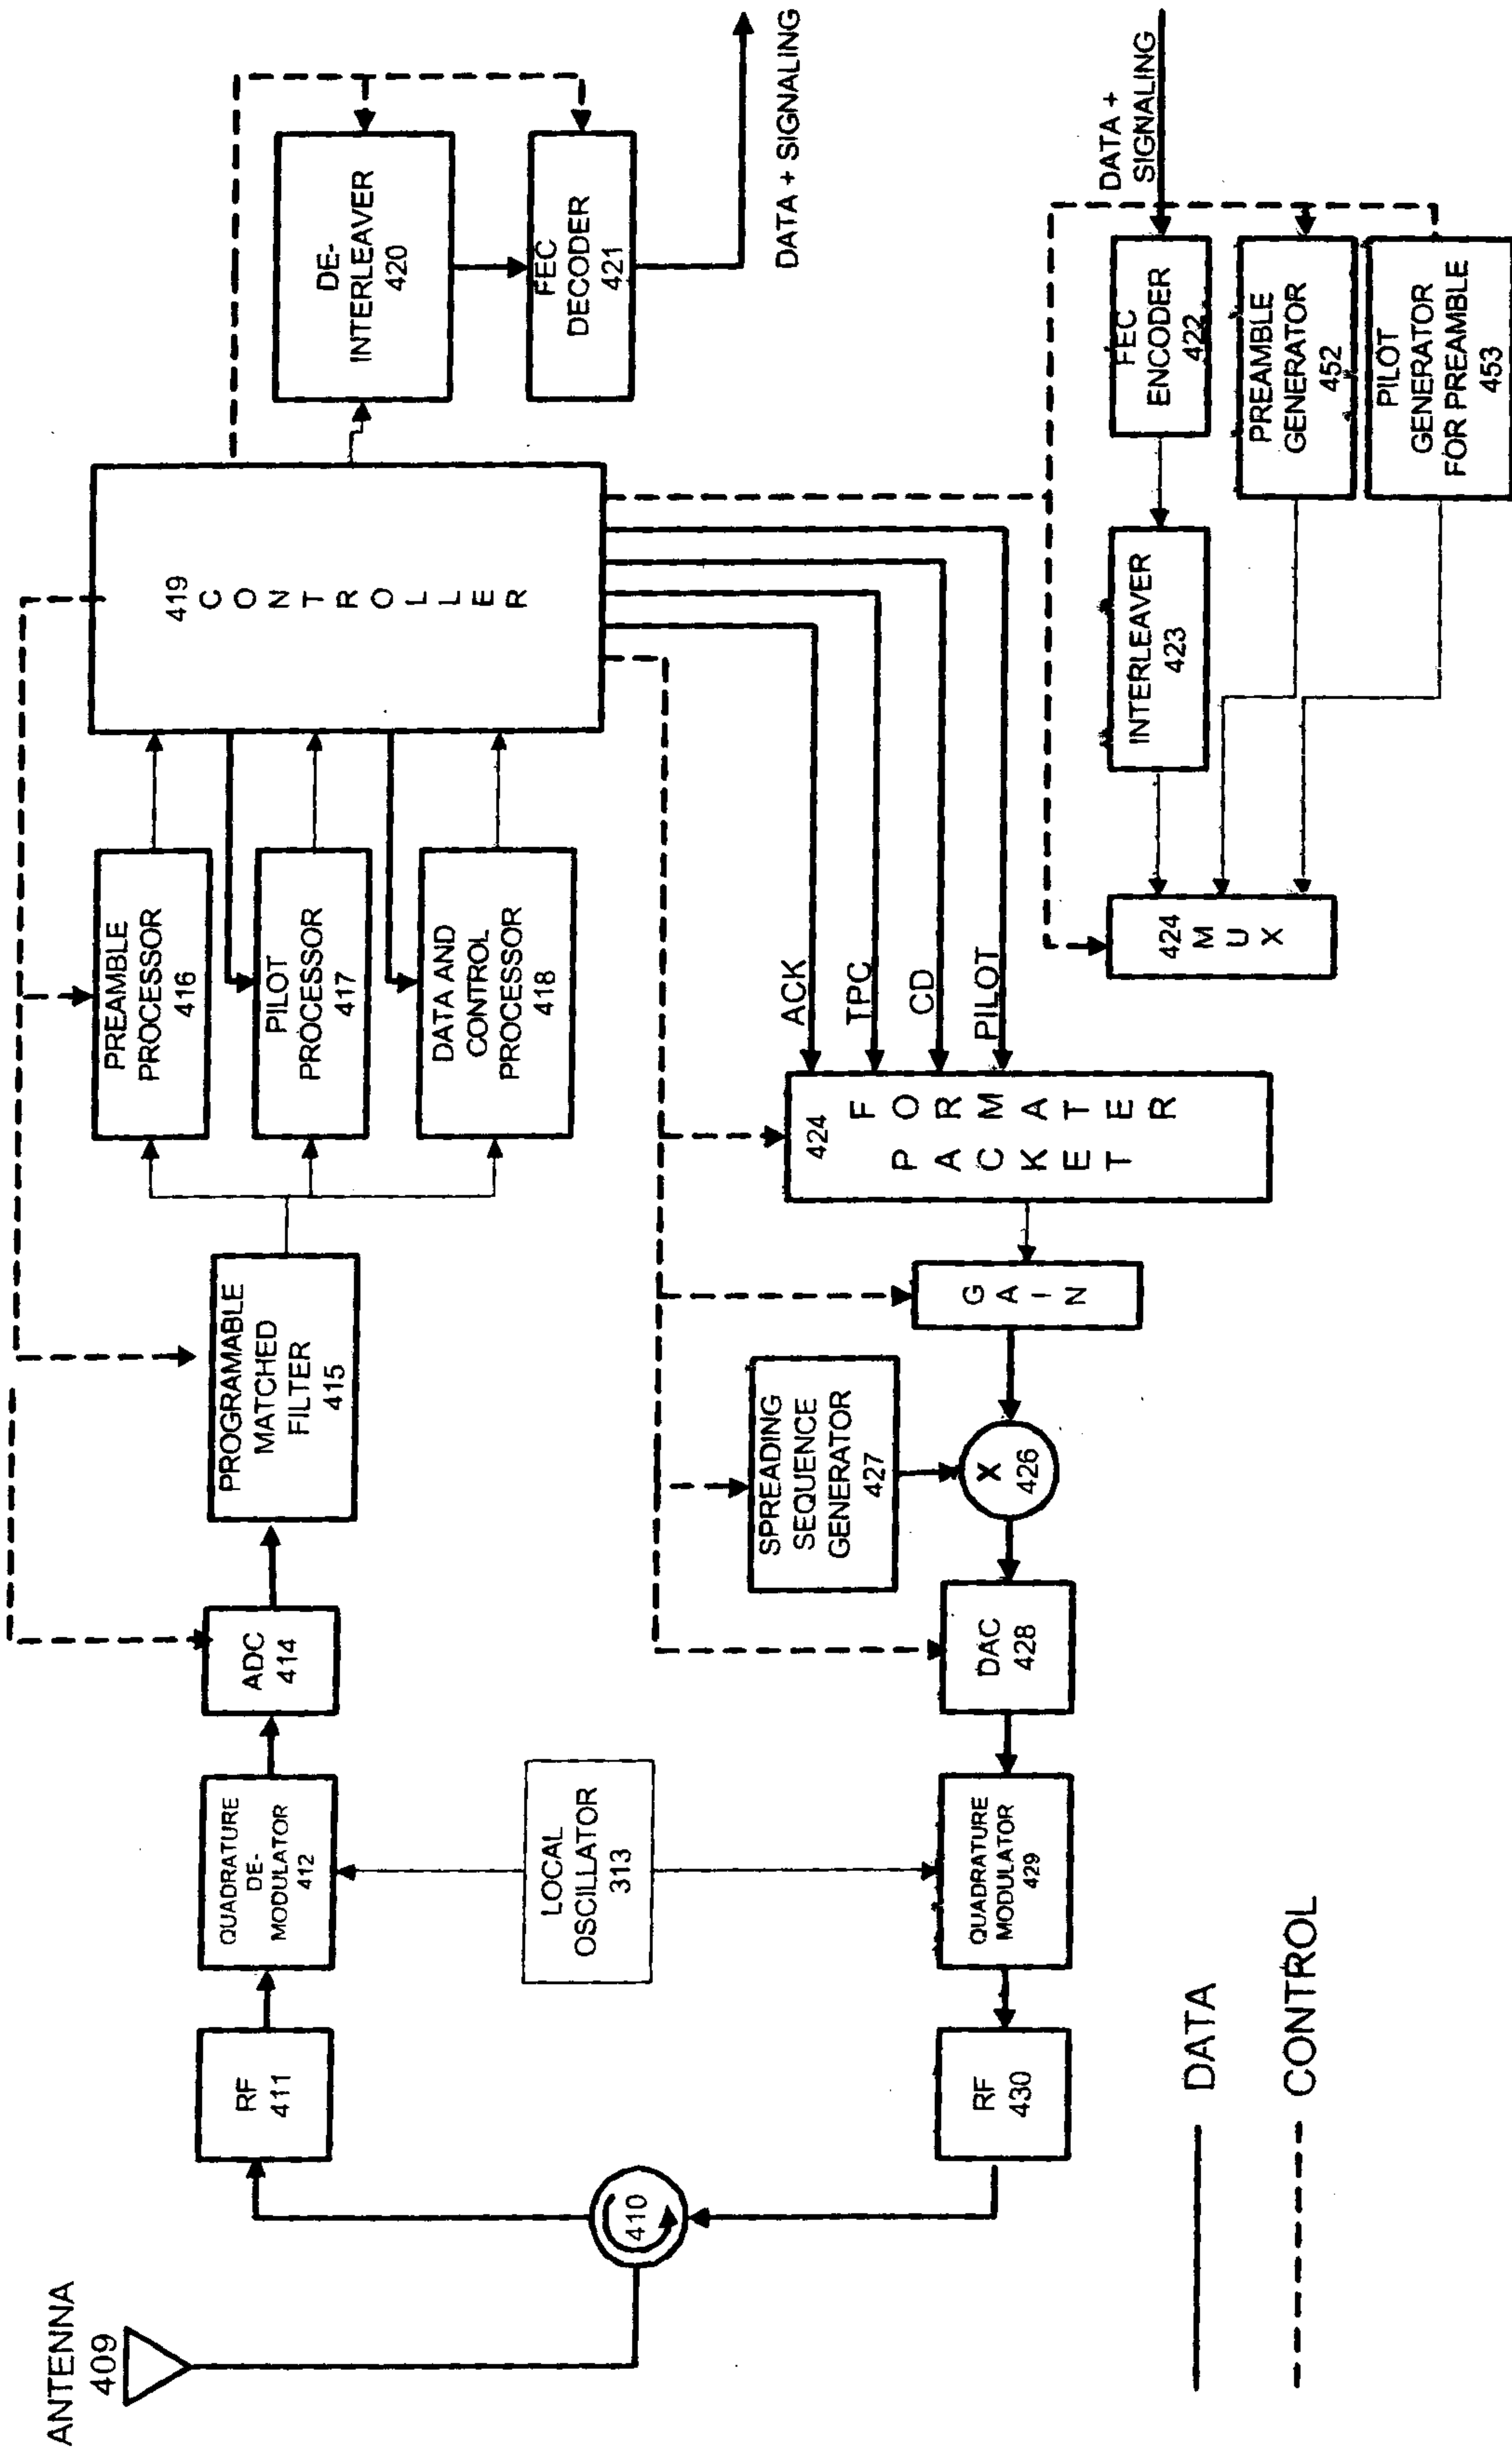 ANTENNA
409
410
RF
411
QUADRATURE
DE-
MODULATOR
412
ADC
414
PROGRAMABLE
MATCHED
FILTER
415
PREAMBLE
PROCESSOR
416
PILOT
PROCESSOR
417
DATA AND
CONTROL
PROCESSOR
418
419
CONTROLLER
DE-
INTERLEAVER
420
FEC
DECODER
421
DATA + SIGNALING
LOCAL
OSCILLATOR
313
RF
430
QUADRATURE
MODULATOR
429
DAC
428
SPREADING
SEQUENCE
GENERATOR
427
X
426
GAIN
424
FORMATER
PACKET
ACK
TPC
CD
PILOT
424
MUX
INTERLEAVER
423
FEC
ENCODER
422
DATA +
SIGNALING
PREAMBLE
GENERATOR
452
PILOT
GENERATOR
FOR PREAMBLE
453
DATA
CONTROL